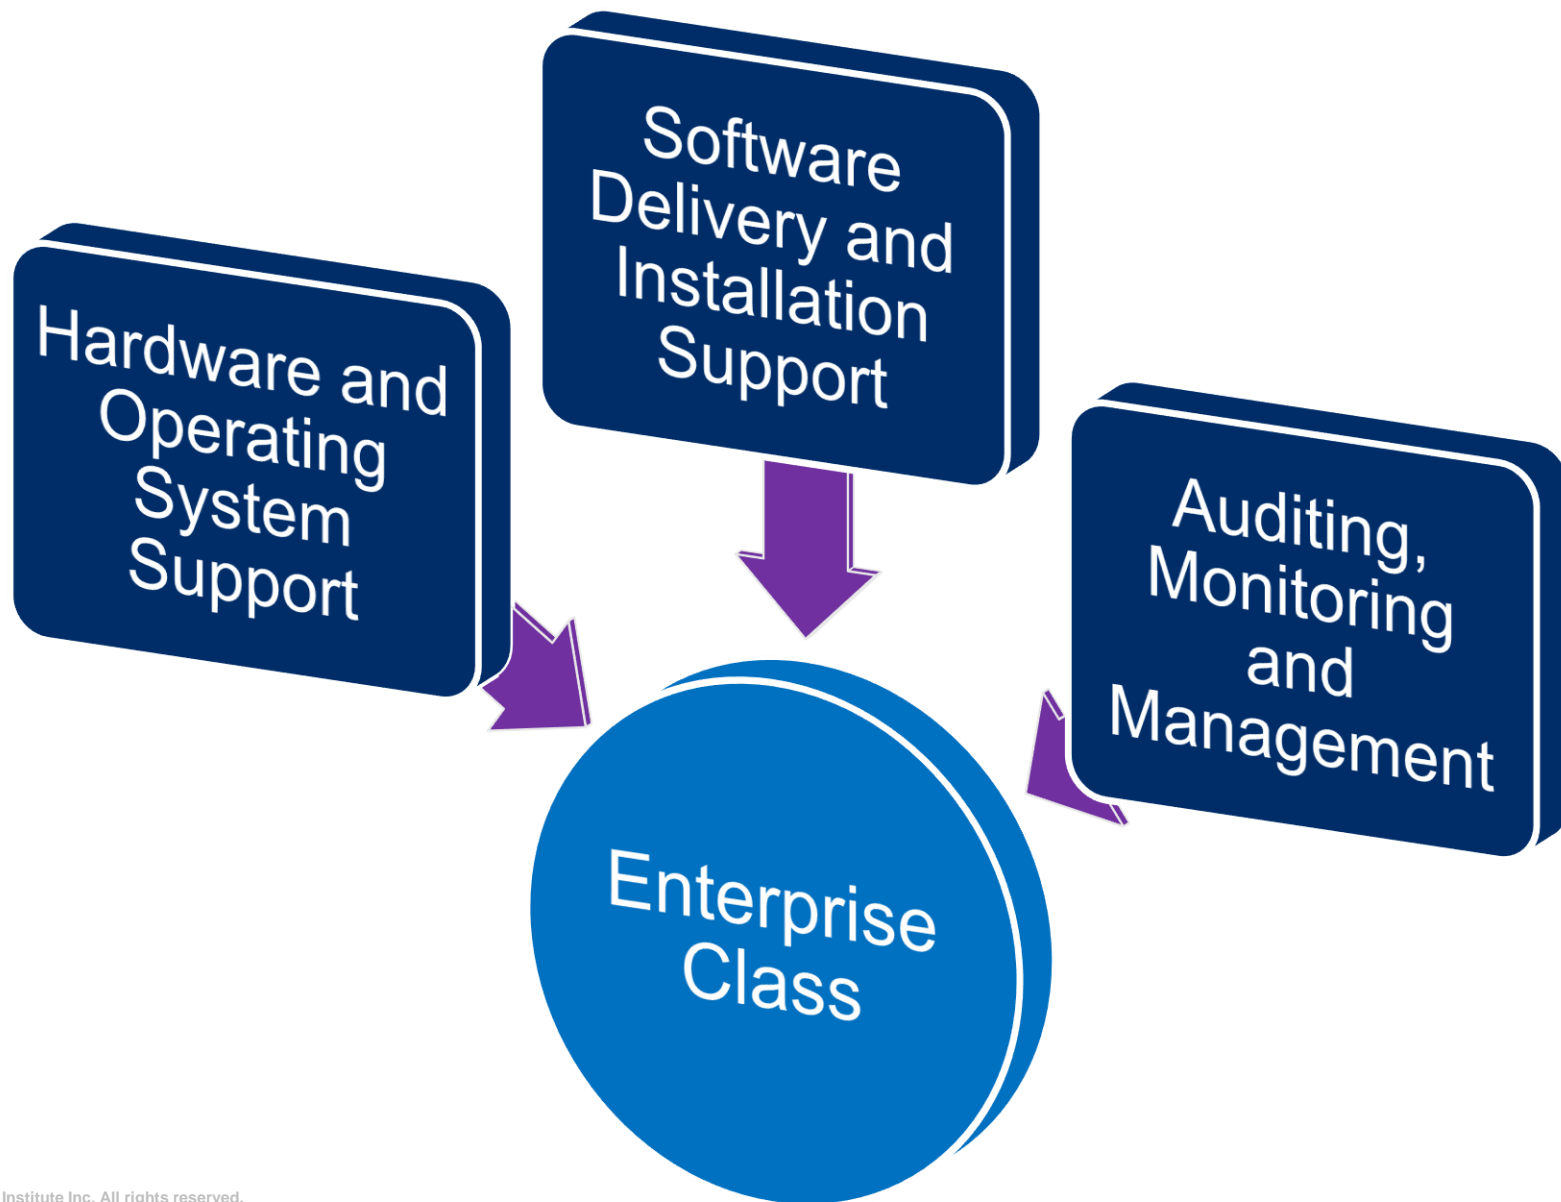 Software
Delivery and
Installation
Support
Hardware and
Operating
System
Support
Auditing,
Monitoring
and
Management
Enterprise
Class
Institute Inc. All rights reserved.